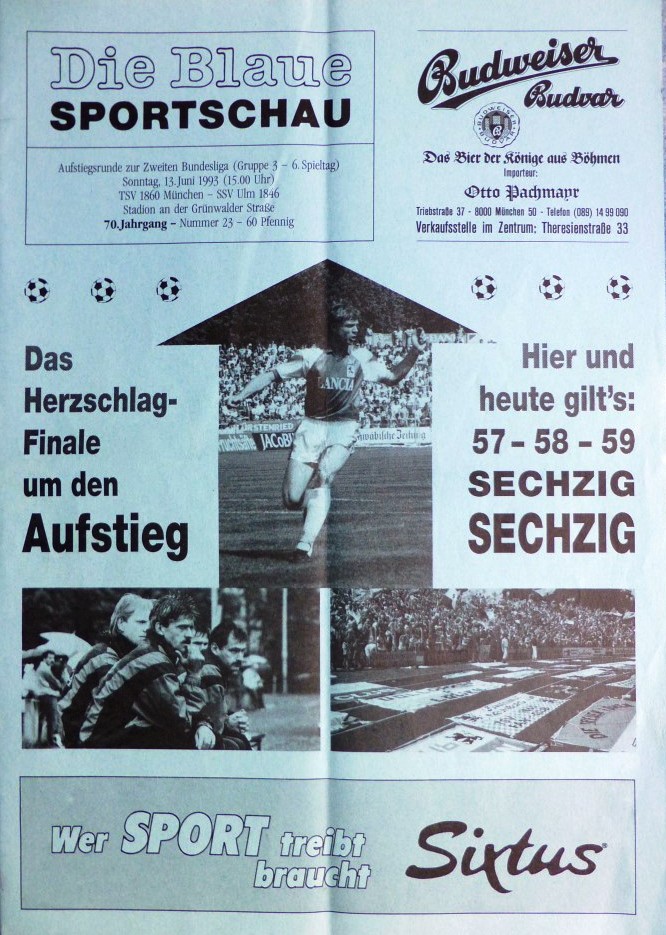 Die Blaue
SPORTSCHAU
Aufstiegsrunde zur Zweiten Bundesliga (Gruppe 3 – 6. Spieltag)
Sonntag, 13. Juni 1993 (15.00 Uhr)
TSV 1860 München – SSV Ulm 1846
Stadion an der Grünwalder Straße
70. Jahrgang – Nummer 23 – 60 Pfennig
Budweiser
Budvar
BUDWEISER
BUDVAR
Das Bier der Könige aus Böhmen
Importeur:
Otto Pachmayr
Triebstraße 37 - 8000 München 50 - Telefon (089) 14 99 090
Verkaufsstelle im Zentrum: Theresienstraße 33
Das
Herzschlag-
Finale
um den
Aufstieg
LANCIA
JACOBI
Hier und
heute gilt's:
57 – 58 – 59
SECHZIG
SECHZIG
Wer SPORT treibt
braucht
Sixtus